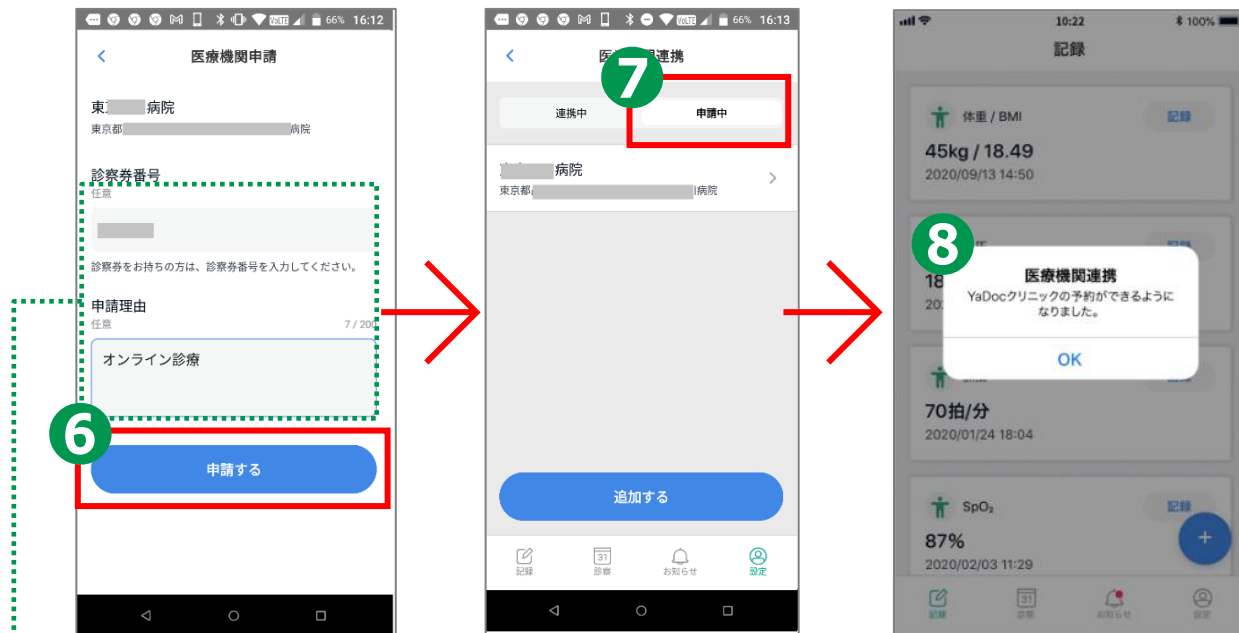 66% 16:12
医療機関申請
東 病院
東京都 病院
診察券番号
任意
診察券をお持ちの方は、診察券番号を入力してください。
申請理由
任意 7 / 200
オンライン診療
6
申請する
VoLTE 66% 16:13
医 連携
7
連携中 申請中
病院
東京都 病院
追加する
記録 31 診察 お知らせ 設定
10:22 100%
記録
体重 / BMI 記録
45kg / 18.49
2020/09/13 14:50
8
18
20
医療機関連携
YaDocクリニックの予約ができるように
なりました。
OK
70拍/分
2020/01/24 18:04
SpO₂ 記録
87%
2020/02/03 11:29
+
記録 31 診察 お知らせ 設定